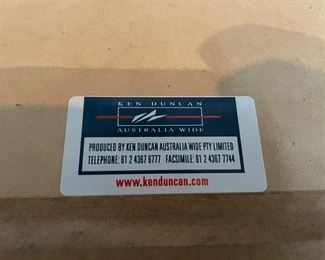 KEN DUNCAN
AUSTRALIA WIDE
PRODUCED BY KEN DUNCAN AUSTRALIA WIDE PTY LIMITED
TELEPHONE: 61 2 4367 6777 FACSIMILE: 61 2 4367 7744
www.kenduncan.com